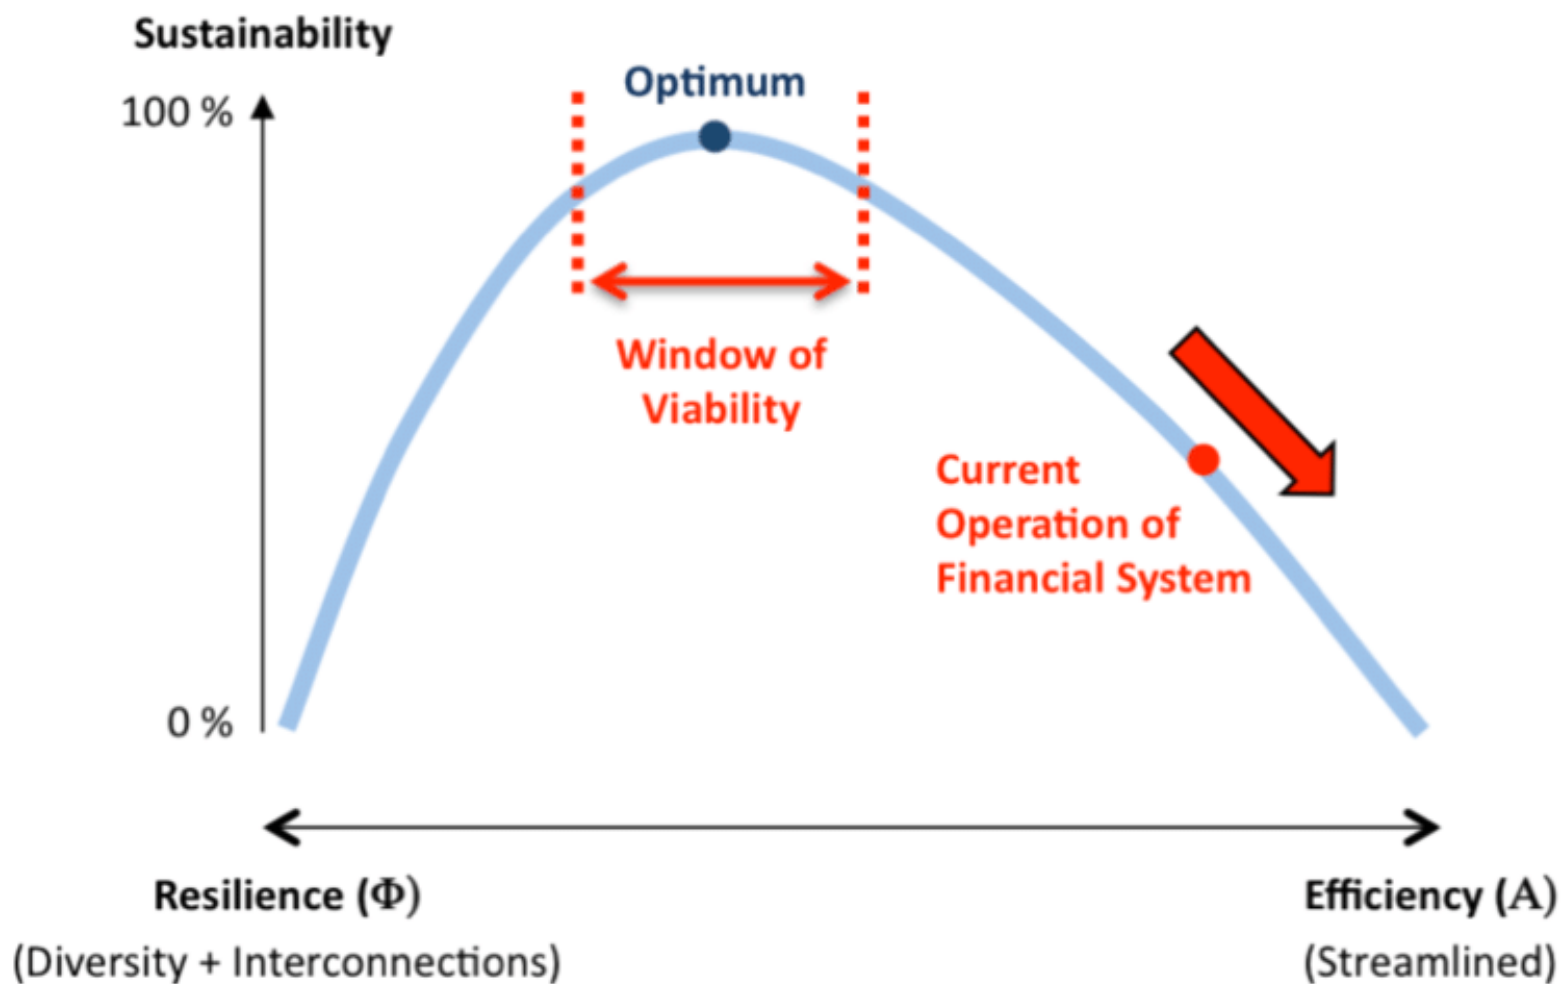 Sustainability
100 %
Optimum
Window of
Viability
Current
Operation of
Financial System
0 %
Resilience (Φ)
(Diversity + Interconnections)
Efficiency (A)
(Streamlined)